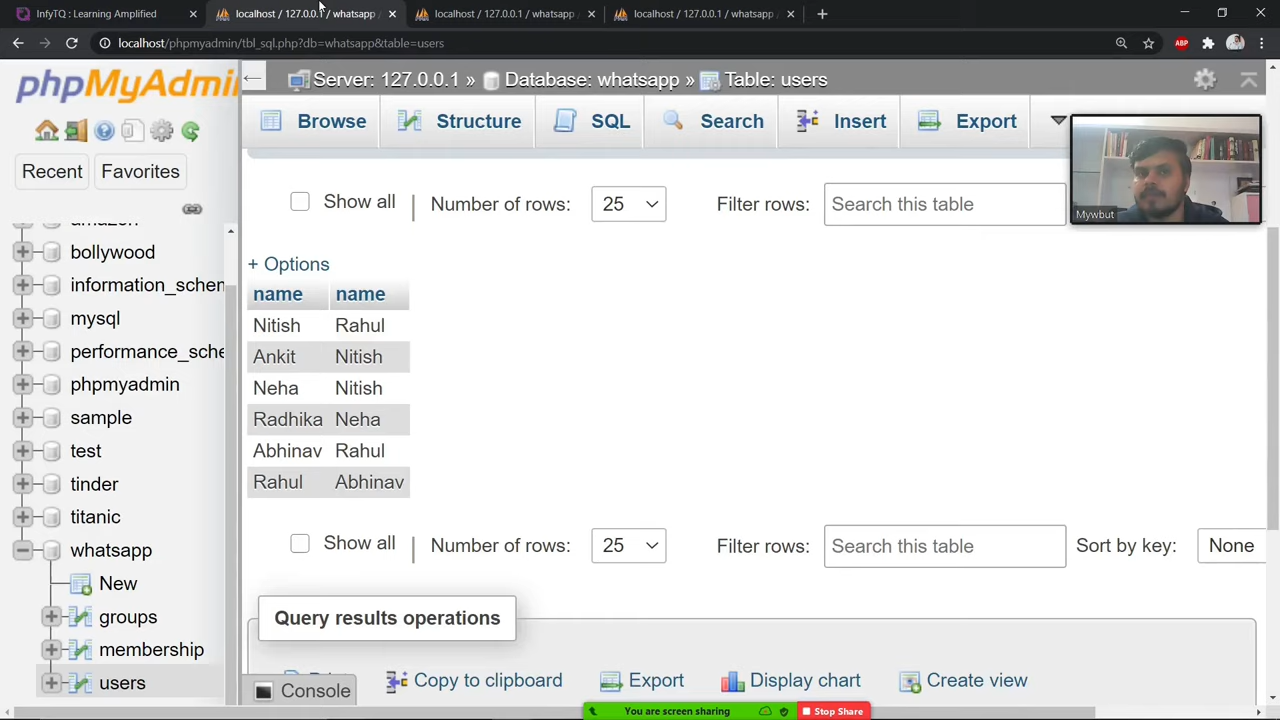 InfyTQ : Learning Amplified
localhost / 127.0.0.1 / whatsapp
localhost / 127.0.0.1 / whatsapp
localhost / 127.0.0.1 / whatsapp
localhost/phpmyadmin/tbl_sql.php?db=whatsapp&table=users
ABP
phpMyAdmi
Server: 127.0.0.1 » Database: whatsapp » Table: users
Browse Structure SQL Search Insert Export
Recent Favorites
Mywbut
bollywood
information_schen
mysql
performance_sche
phpmyadmin
sample
test
tinder
titanic
whatsapp
New
groups
membership
users
Show all Number of rows: 25 Filter rows: Search this table
+ Options
name name
Nitish Rahul
Ankit Nitish
Neha Nitish
Radhika Neha
Abhinav Rahul
Rahul Abhinav
Show all Number of rows: 25 Filter rows: Search this table Sort by key: None
Query results operations
Copy to clipboard Export Display chart Create view
Console
You are screen sharing Stop Share